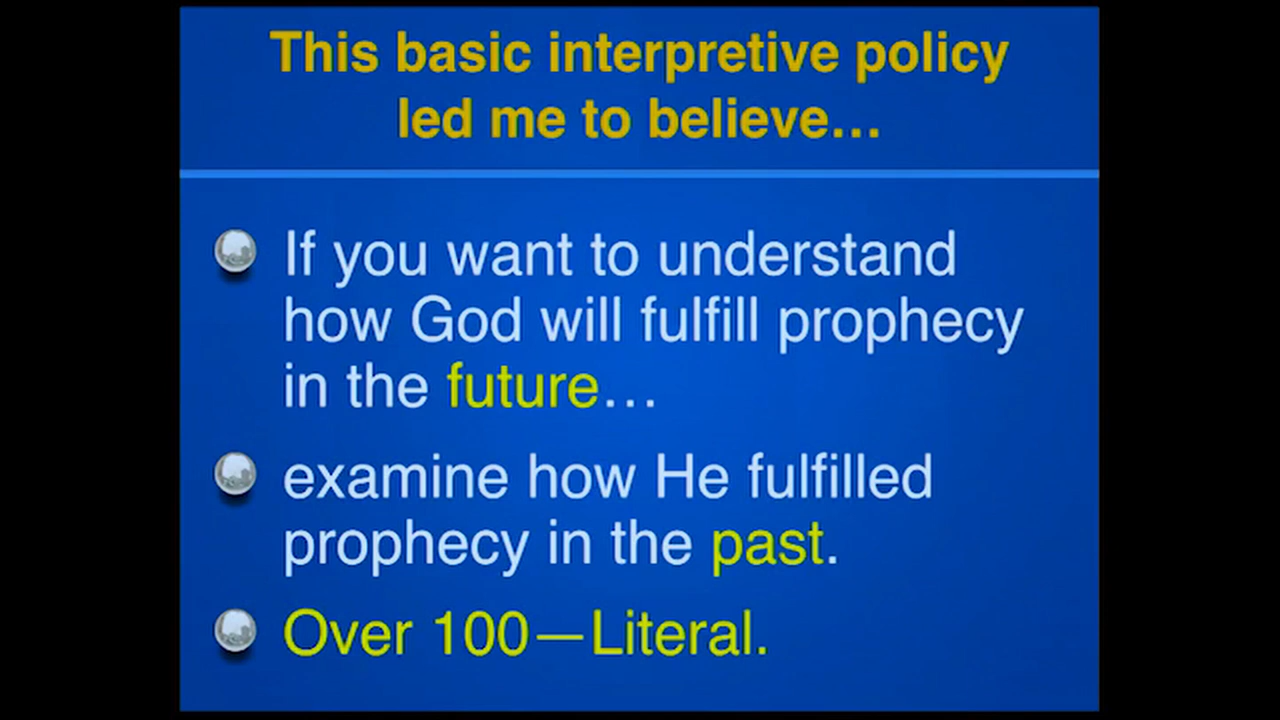 This basic interpretive policy
led me to believe…
If you want to understand
how God will fulfill prophecy
in the future…
examine how He fulfilled
prophecy in the past.
Over 100—Literal.